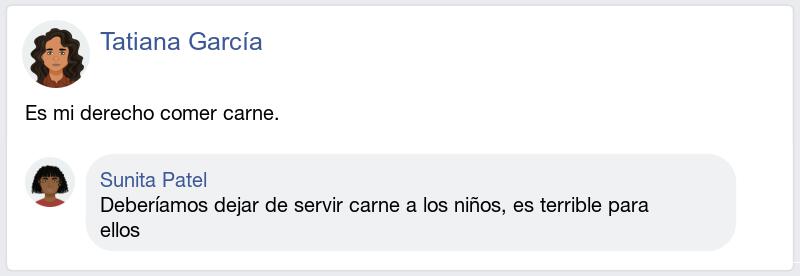 Tatiana García
Es mi derecho comer carne.
Sunita Patel
Deberíamos dejar de servir carne a los niños, es terrible para
ellos